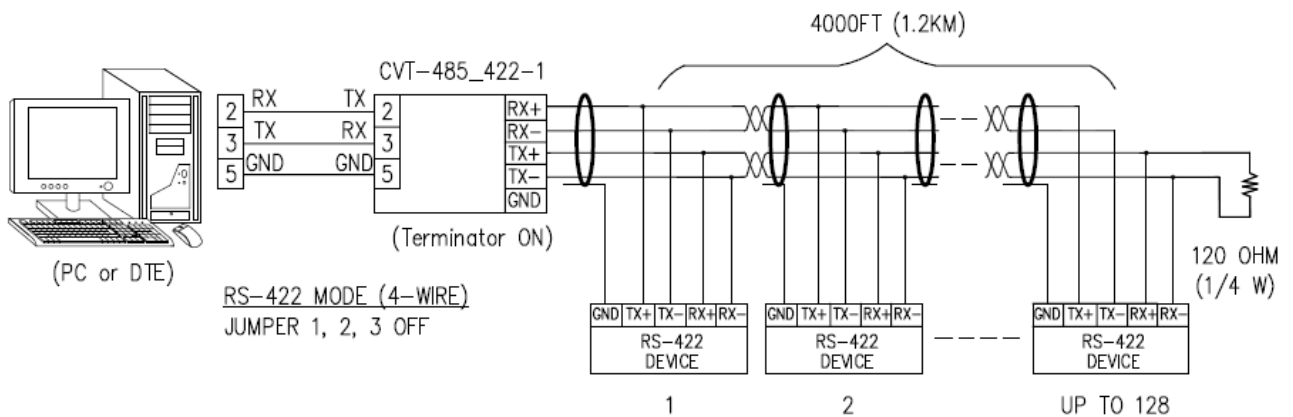 4000FT (1.2KM)
CVT-485_422-1
2 RX TX 2
3 TX RX 3
5 GND GND 5
RX+
RX-
TX+
TX-
GND
(Terminator ON)
(PC or DTE)
RS-422 MODE (4-WIRE)
JUMPER 1, 2, 3 OFF
120 OHM
(1/4 W)
GND TX+ TX- RX+ RX-
RS-422
DEVICE
1
GND TX+ TX- RX+ RX-
RS-422
DEVICE
2
GND TX+ TX- RX+ RX-
RS-422
DEVICE
UP TO 128